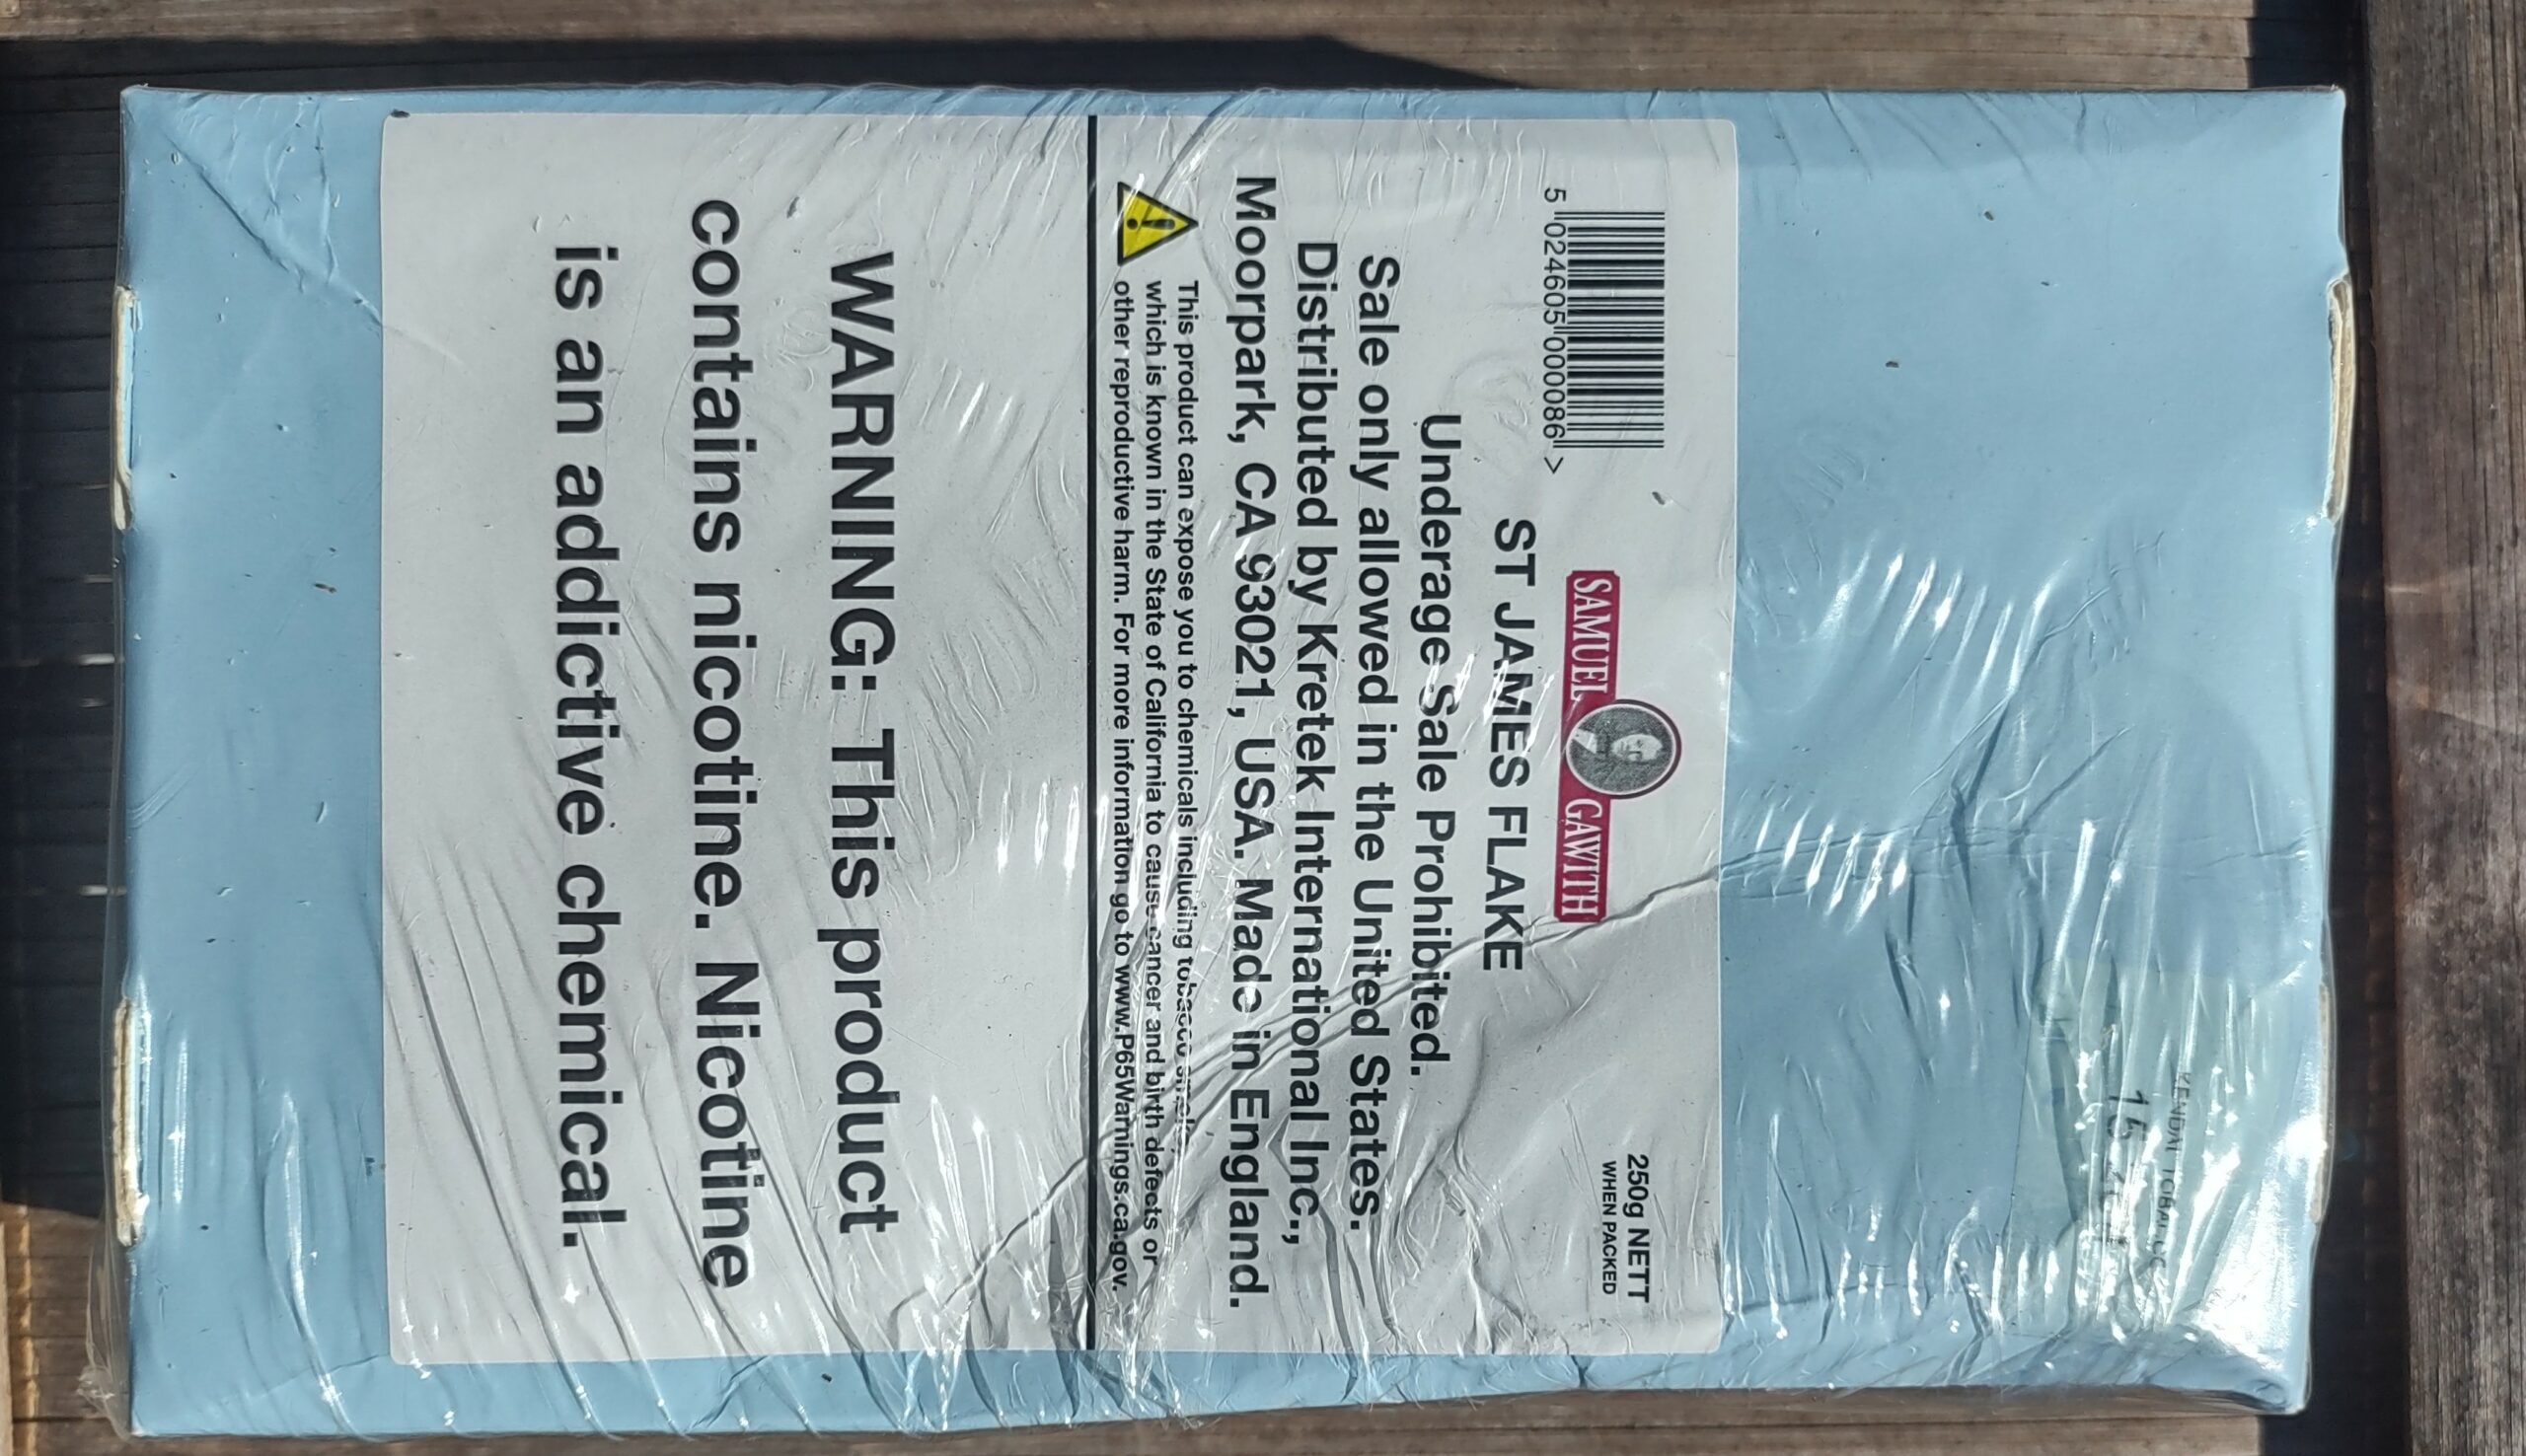 KENDAL TOBACCO
250g NETT
WHEN PACKED
SAMUEL GAWITH
5 024605 000086 >
ST JAMES FLAKE
Underage Sale Prohibited.
Sale only allowed in the United States.
Distributed by Kretek International Inc.,
Moorpark, CA 93021, USA. Made in England.
This product can expose you to chemicals including tobacco smoke,
which is known in the State of California to cause cancer and birth defects or
other reproductive harm. For more information go to www.P65Warnings.ca.gov.
WARNING: This product
contains nicotine. Nicotine
is an addictive chemical.